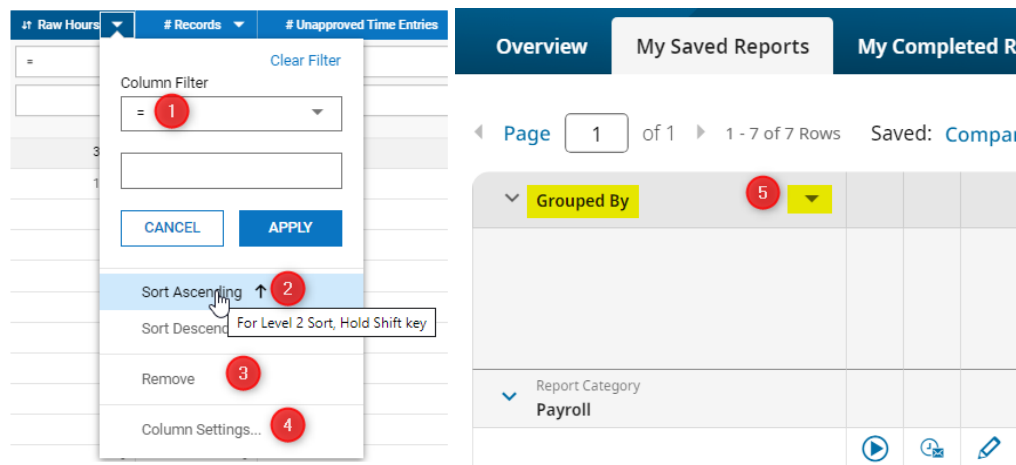 Raw Hours
# Records
# Unapproved Time Entries
=
Clear Filter
Column Filter
= 1
3
1
CANCEL
APPLY
Sort Ascending 2
For Level 2 Sort, Hold Shift key
Sort Descend
Remove 3
Column Settings... 4
Overview
My Saved Reports
My Completed R
Page 1 of 1 1 - 7 of 7 Rows Saved: Compar
Grouped By 5
Report Category
Payroll